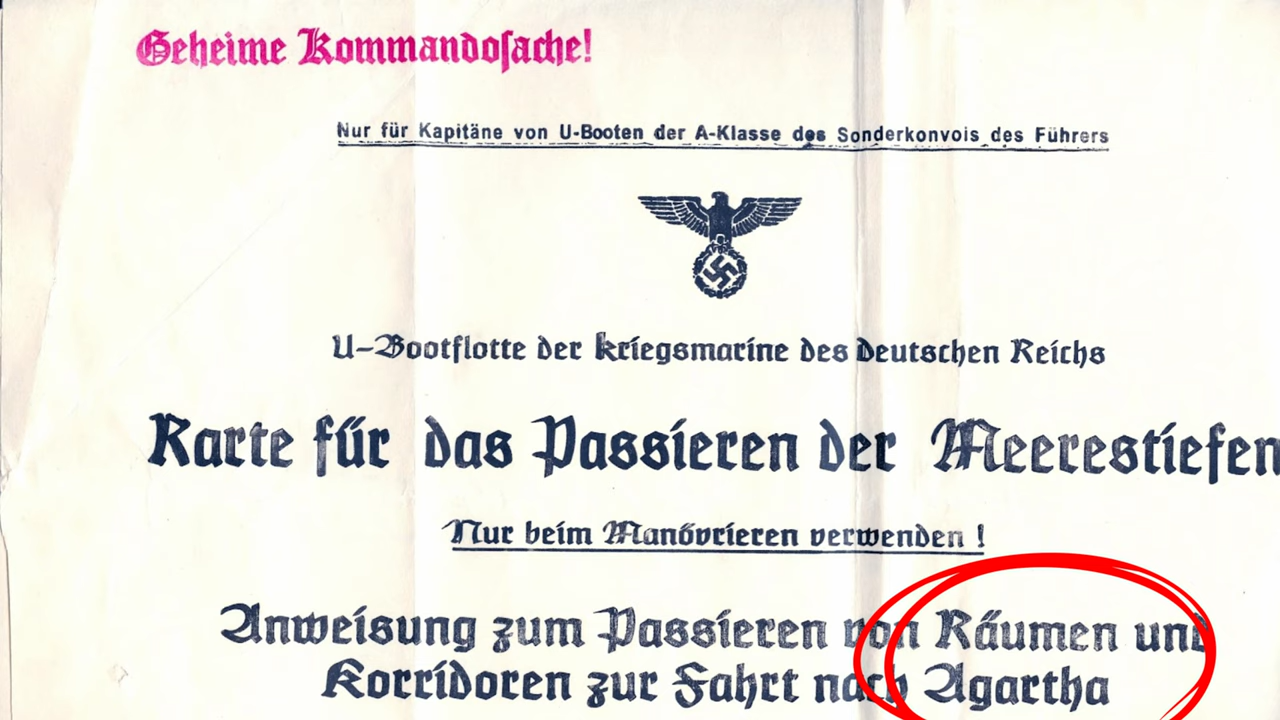 Geheime Kommandoſache!
Nur für Kapitäne von U-Booten der A-Klasse des Sonderkonvois des Führers
U-Bootflotte der Kriegsmarine des Deutschen Reichs
Karte für das Passieren der Meerestiefen
Nur beim Manővrieren verwenden !
Anweisung zum Passieren von Räumen und
Korridoren zur Fahrt nach Agartha